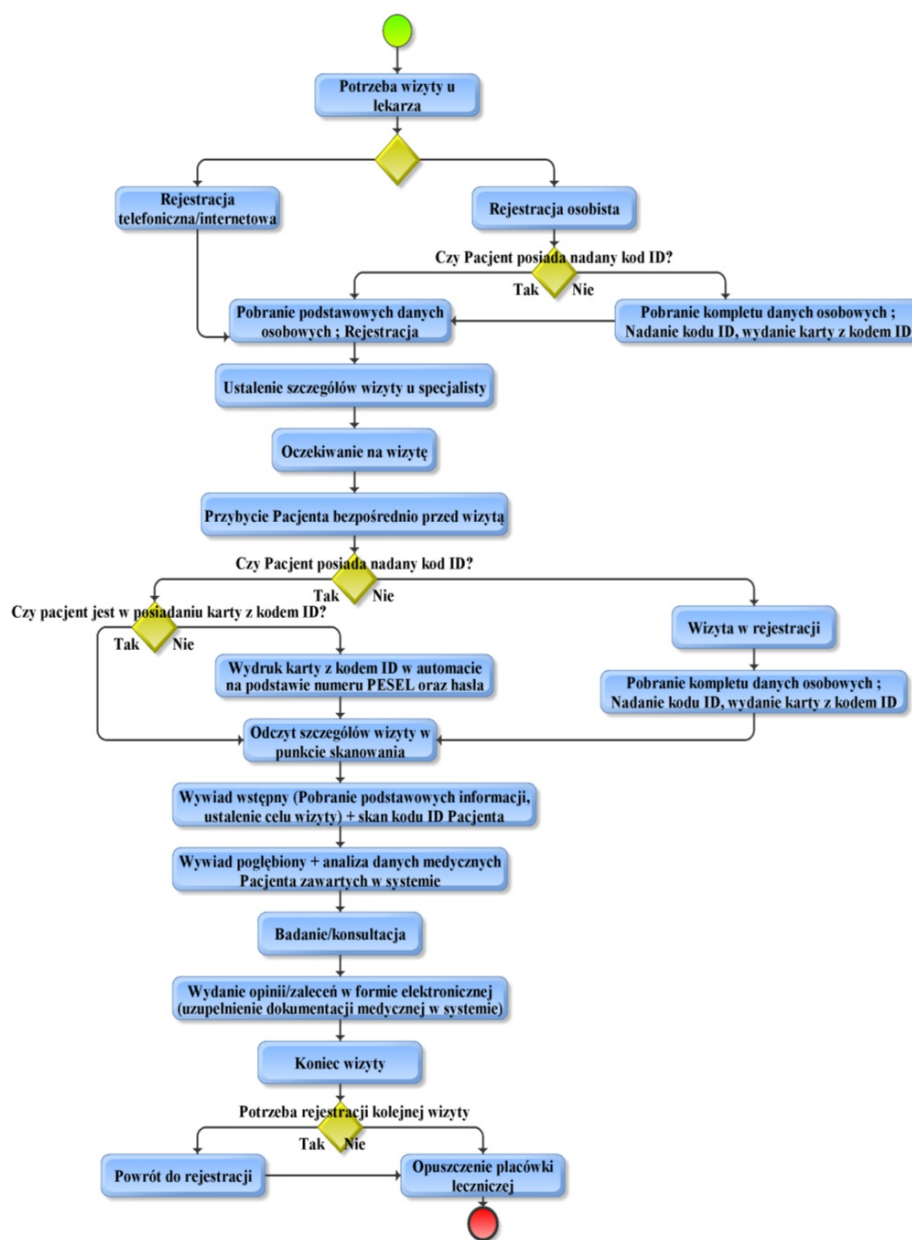 Potrzeba wizyty u
lekarza
Rejestracja
telefoniczna/internetowa
Rejestracja osobista
Czy Pacjent posiada nadany kod ID?
Tak
Nie
Pobranie podstawowych danych
osobowych ; Rejestracja
Pobranie kompletu danych osobowych ;
Nadanie kodu ID, wydanie karty z kodem ID
Ustalenie szczegółów wizyty u specjalisty
Oczekiwanie na wizytę
Przybycie Pacjenta bezpośrednio przed wizytą
Czy Pacjent posiada nadany kod ID?
Tak
Nie
Czy pacjent jest w posiadaniu karty z kodem ID?
Tak
Nie
Wizyta w rejestracji
Wydruk karty z kodem ID w automacie
na podstawie numeru PESEL oraz hasła
Pobranie kompletu danych osobowych ;
Nadanie kodu ID, wydanie karty z kodem ID
Odczyt szczegółów wizyty w
punkcie skanowania
Wywiad wstępny (Pobranie podstawowych informacji,
ustalenie celu wizyty) + skan kodu ID Pacjenta
Wywiad pogłębiony + analiza danych medycznych
Pacjenta zawartych w systemie
Badanie/konsultacja
Wydanie opinii/zaleceń w formie elektronicznej
(uzupełnienie dokumentacji medycznej w systemie)
Koniec wizyty
Potrzeba rejestracji kolejnej wizyty
Tak
Nie
Powrót do rejestracji
Opuszczenie placówki
leczniczej